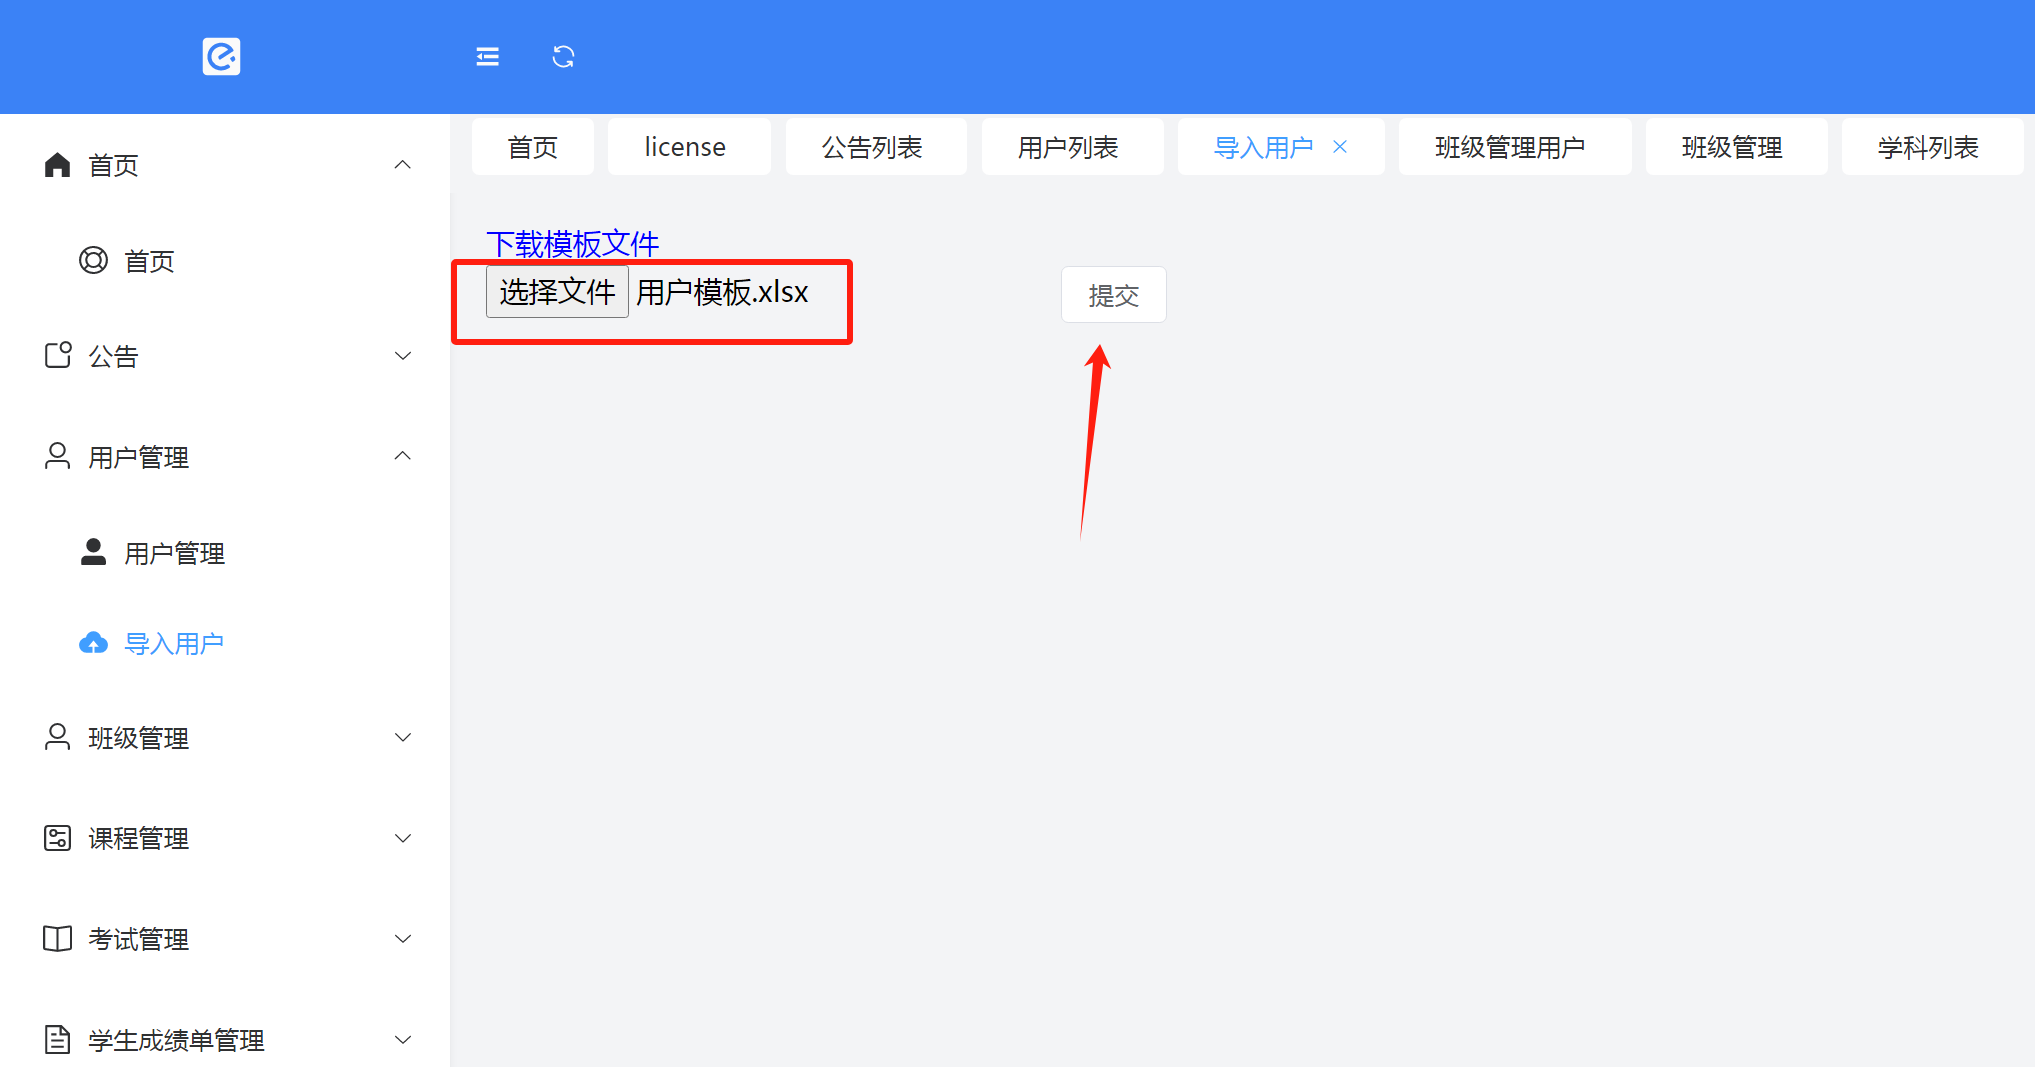 首页
license
公告列表
用户列表
导入用户
班级管理用户
班级管理
学科列表
首页
首页
公告
用户管理
用户管理
导入用户
班级管理
课程管理
考试管理
学生成绩单管理
下载模板文件
选择文件 用户模板.xlsx
提交